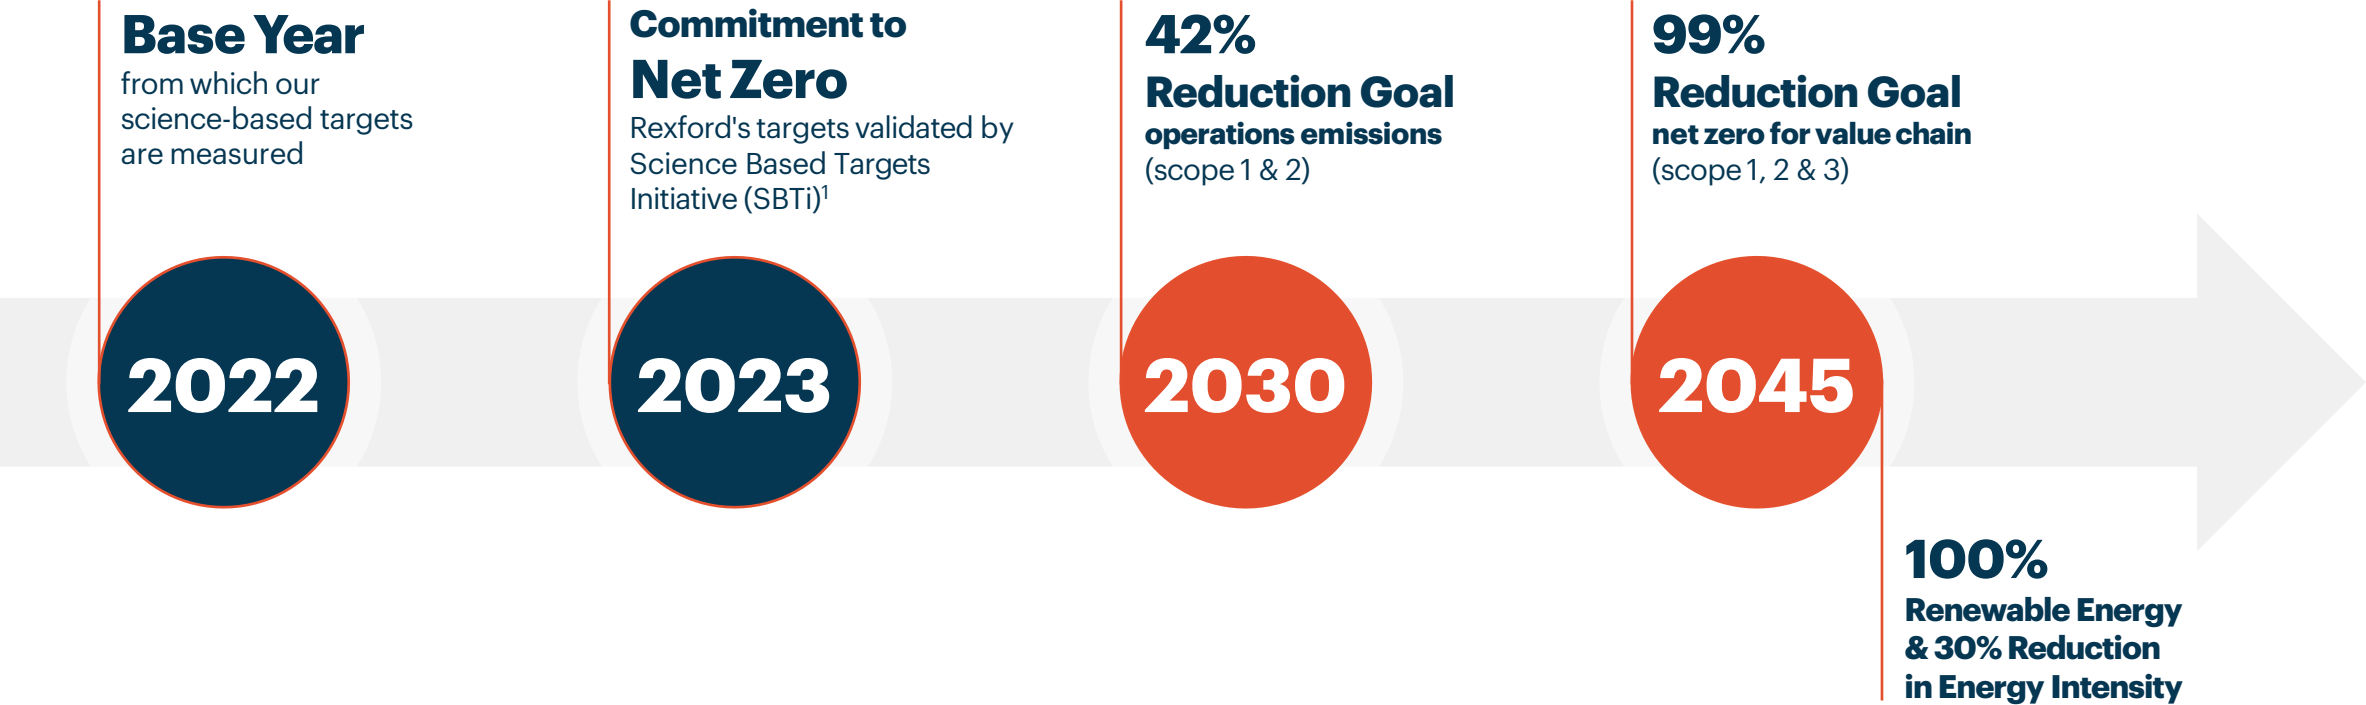 Base Year
from which our
science-based targets
are measured
2022
Commitment to
Net Zero
Rexford's targets validated by
Science Based Targets
Initiative (SBTi)¹
2023
42%
Reduction Goal
operations emissions
(scope 1 & 2)
2030
99%
Reduction Goal
net zero for value chain
(scope 1, 2 & 3)
2045
100%
Renewable Energy
& 30% Reduction
in Energy Intensity